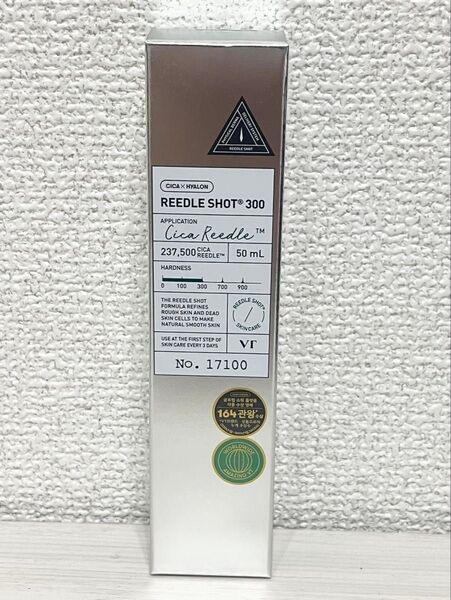 REEDLE SHOT
CICA × HYALON
REEDLE SHOT® 300
APPLICATION
Cica Reedle™
237,500 CICA REEDLE™
50 mL
HARDNESS
0 100 300 700 900
THE REEDLE SHOT
FORMULA REFINES
ROUGH SKIN AND DEAD
SKIN CELLS TO MAKE
NATURAL SMOOTH SKIN
REEDLE SHOT
SKIN CARE
USE AT THE FIRST STEP OF
SKIN CARE EVERY 3 DAYS
VT
No. 17100
164관왕
WORLDWIDE
AMAZING VT